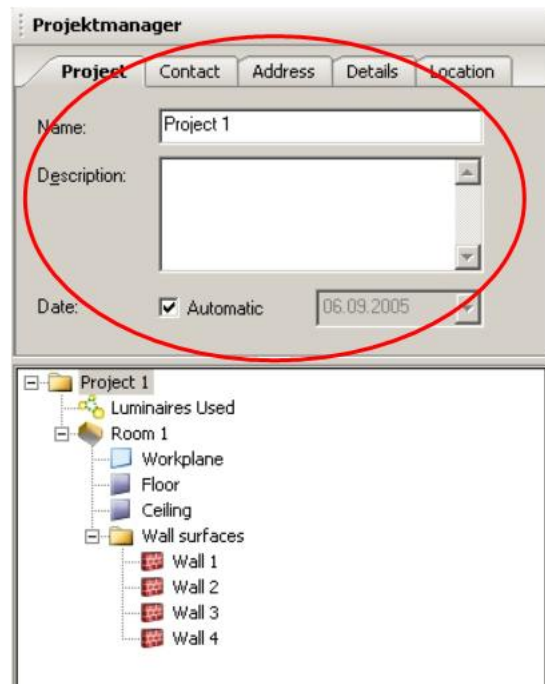 Projektmanager
Project Contact Address Details Location
Name: Project 1
Description:
Date: Automatic 06.09.2005
Project 1
Luminaires Used
Room 1
Workplane
Floor
Ceiling
Wall surfaces
Wall 1
Wall 2
Wall 3
Wall 4